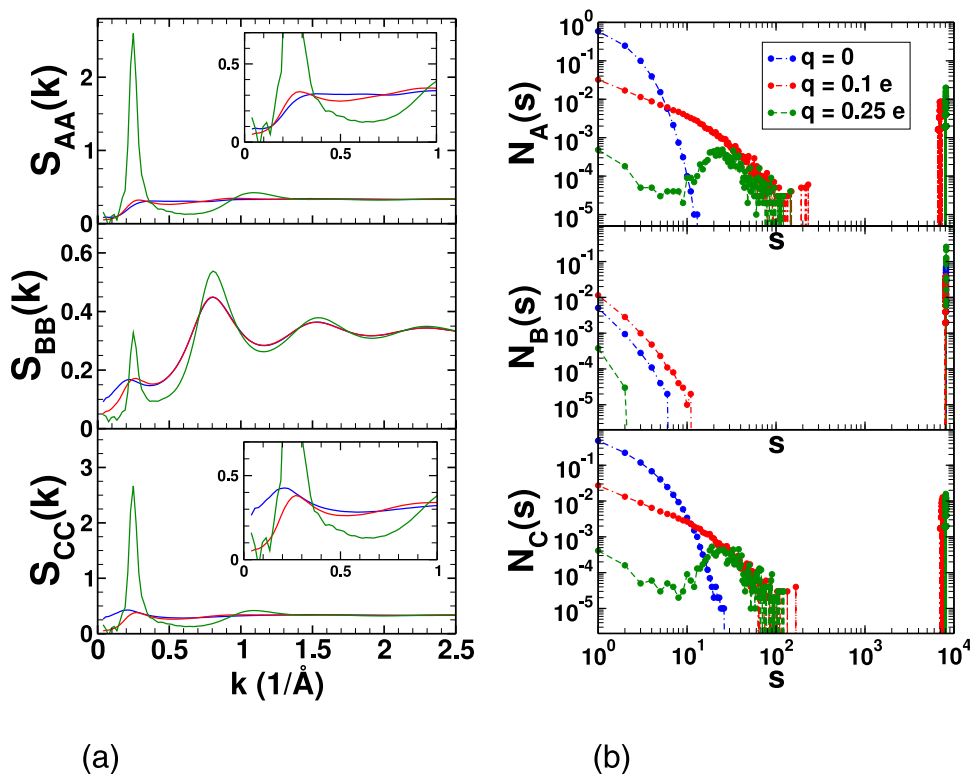 S_AA(k)
2
1
0
0.5
0
0 0.5 1
S_BB(k)
0.6
0.4
0.2
0
S_CC(k)
3
2
1
0
0.5
0
0 0.5 1
0 0.5 1 1.5 2 2.5
k (1/Å)
(a)
N_A(s)
10^0
10^-1
10^-2
10^-3
10^-4
10^-5
q = 0
q = 0.1 e
q = 0.25 e
s
N_B(s)
10^-1
10^-2
10^-3
10^-4
10^-5
s
N_C(s)
10^-1
10^-2
10^-3
10^-4
10^-5
10^0 10^1 10^2 10^3 10^4
s
(b)